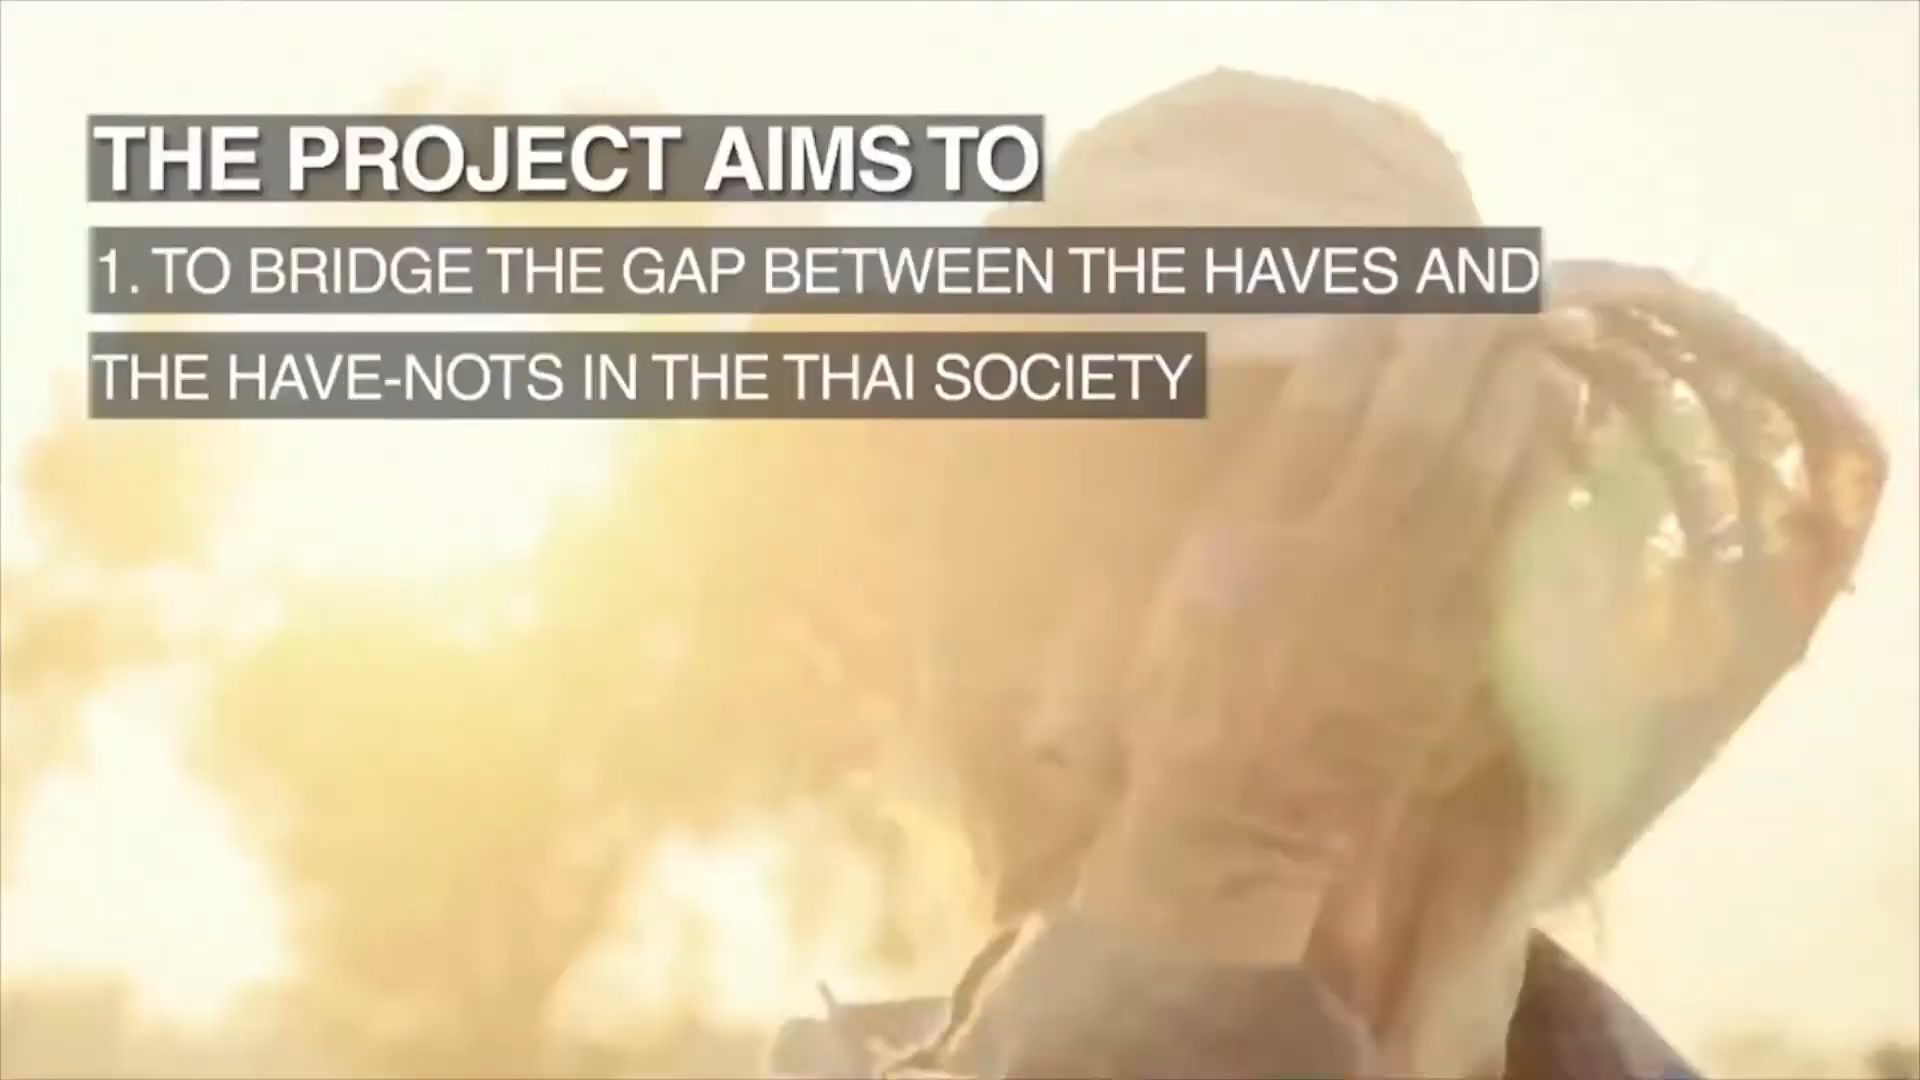 THE PROJECT AIMS TO
1. TO BRIDGE THE GAP BETWEEN THE HAVES AND
THE HAVE-NOTS IN THE THAI SOCIETY